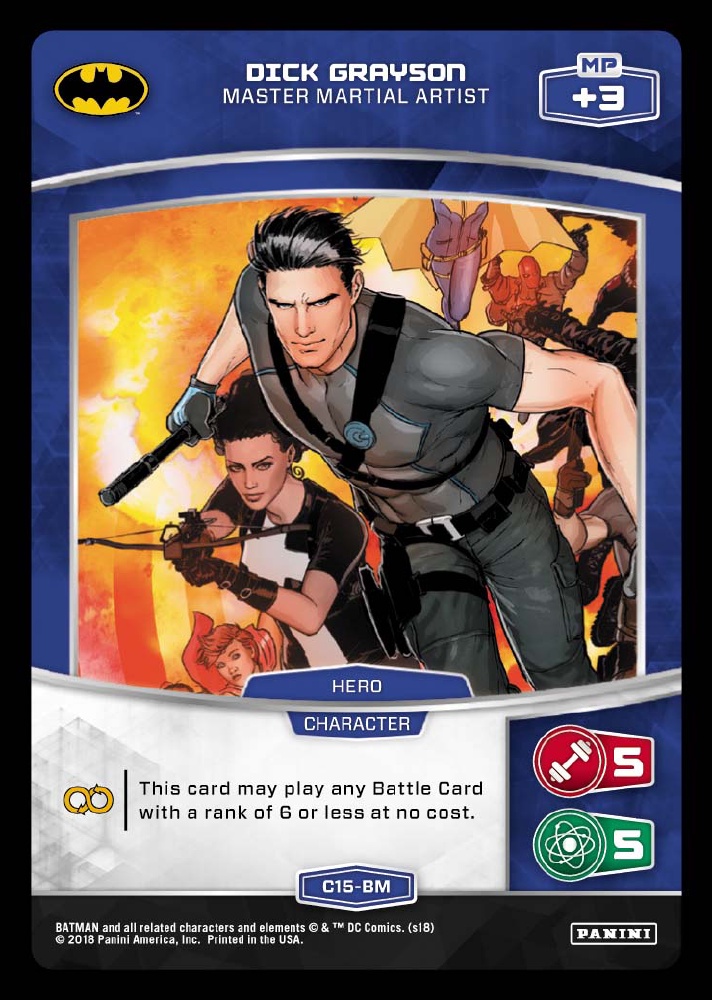 DICK GRAYSON
MASTER MARTIAL ARTIST
MP
+3
HERO
CHARACTER
This card may play any Battle Card
with a rank of 6 or less at no cost.
5
5
C15-BM
BATMAN and all related characters and elements © & ™ DC Comics. (s18)
© 2018 Panini America, Inc. Printed in the USA.
PANINI